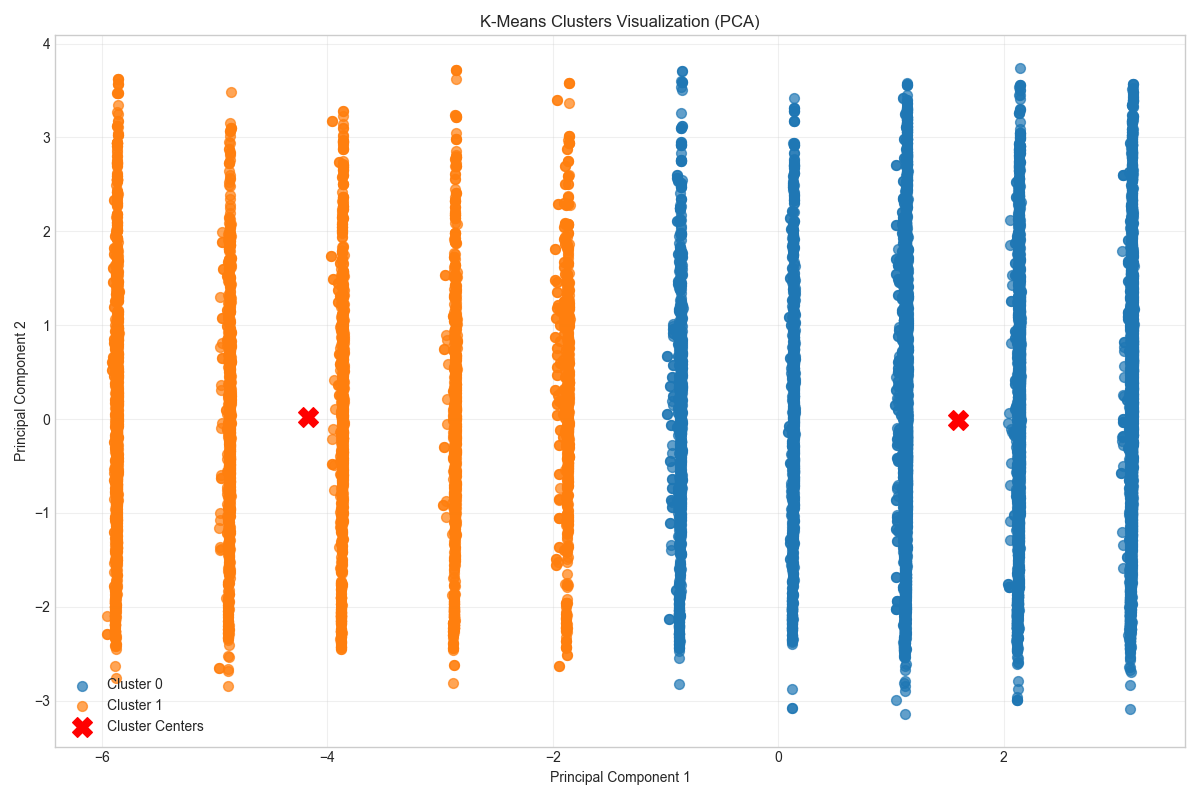 K-Means Clusters Visualization (PCA)
4
3
2
1
0
−1
−2
−3
Principal Component 2
Cluster 0
Cluster 1
Cluster Centers
−6 −4 −2 0 2
Principal Component 1